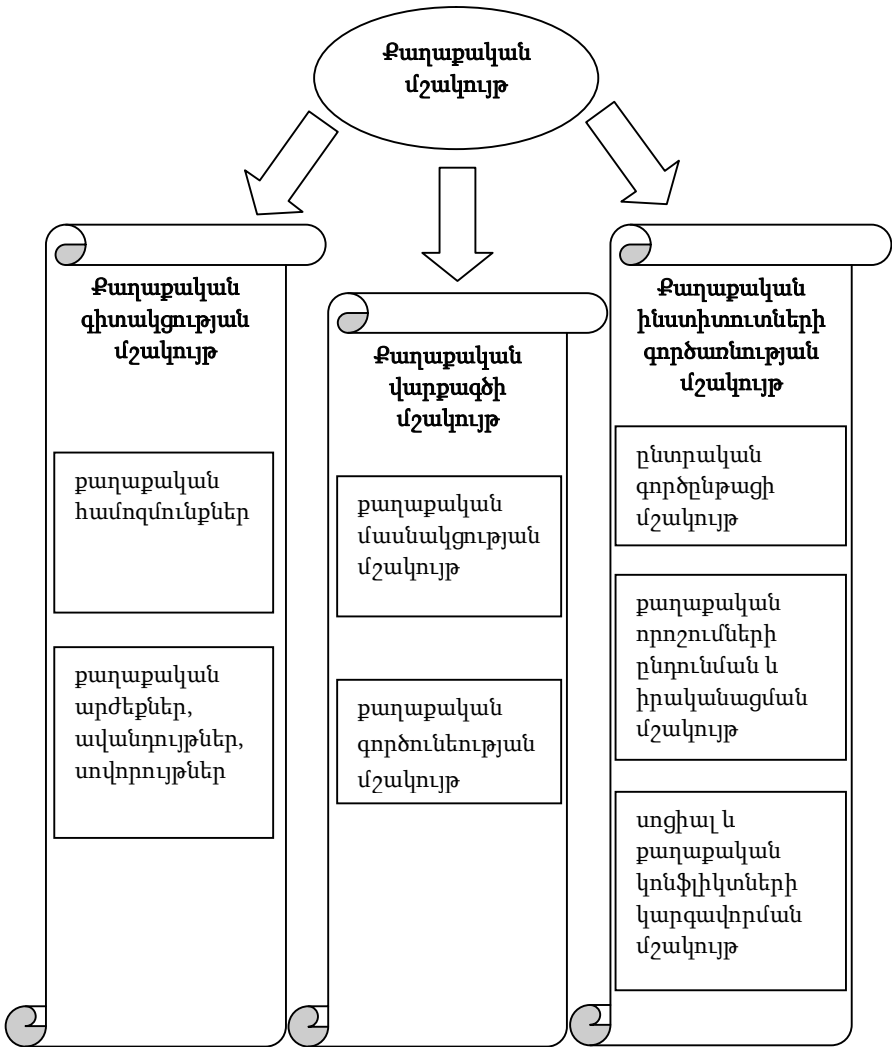 Քաղաքական
մշակույթ
Քաղաքական
գիտակցության
մշակույթ
քաղաքական
համոզմունքներ
քաղաքական
արժեքներ,
ավանդույթներ,
սովորույթներ
Քաղաքական
վարքագծի
մշակույթ
քաղաքական
մասնակցության
մշակույթ
քաղաքական
գործունեության
մշակույթ
Քաղաքական
ինստիտուտների
գործառնության
մշակույթ
ընտրական
գործընթացի
մշակույթ
քաղաքական
որոշումների
ընդունման և
իրականացման
մշակույթ
սոցիալ և
քաղաքական
կոնֆլիկտների
կարգավորման
մշակույթ